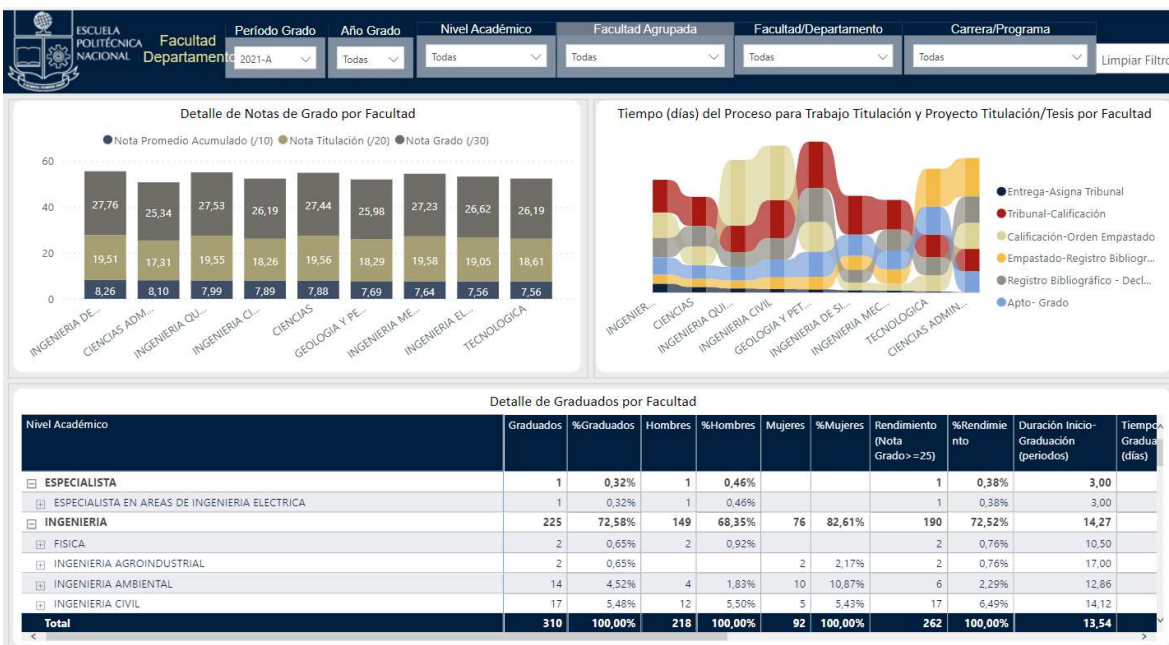 ESCUELA
POLITÉCNICA
NACIONAL
Facultad
Departamento
Período Grado
2021-A
Año Grado
Todas
Nivel Académico
Todas
Facultad Agrupada
Todas
Facultad/Departamento
Todas
Carrera/Programa
Todas
Limpiar Filtro
Detalle de Notas de Grado por Facultad
Nota Promedio Acumulado (/10) Nota Titulación (/20) Nota Grado (/30)
60
40
20
0
27,76 25,34 27,53 26,19 27,44 25,98 27,23 26,62 26,19
19,51 17,31 19,55 18,26 19,56 18,29 19,58 19,05 18,61
8,26 8,10 7,99 7,89 7,88 7,69 7,64 7,56 7,56
INGENIERIA DE...
CIENCIAS ADM...
INGENIERIA QU...
INGENIERIA CI...
CIENCIAS
GEOLOGIA Y PE...
INGENIERIA ME...
INGENIERIA EL...
TECNOLOGICA
Tiempo (días) del Proceso para Trabajo Titulación y Proyecto Titulación/Tesis por Facultad
INGENIER...
CIENCIAS
INGENIERIA QUI...
INGENIERIA CIVIL
GEOLOGIA Y PET...
INGENIERIA DE SI...
INGENIERIA MEC...
TECNOLOGICA
CIENCIAS ADMIN...
Entrega-Asigna Tribunal
Tribunal-Calificación
Calificación-Orden Empastado
Empastado-Registro Bibliogr...
Registro Bibliográfico - Decl...
Apto- Grado
Detalle de Graduados por Facultad
Nivel Académico Graduados %Graduados Hombres %Hombres Mujeres %Mujeres Rendimiento (Nota Grado>=25) %Rendimiento Duración Inicio-Graduación (periodos) Tiempo Gradua (días)
ESPECIALISTA 1 0,32% 1 0,46% 1 0,38% 3,00
ESPECIALISTA EN AREAS DE INGENIERIA ELECTRICA 1 0,32% 1 0,46% 1 0,38% 3,00
INGENIERIA 225 72,58% 149 68,35% 76 82,61% 190 72,52% 14,27
FISICA 2 0,65% 2 0,92% 2 0,76% 10,50
INGENIERIA AGROINDUSTRIAL 2 0,65% 2 2,17% 2 0,76% 17,00
INGENIERIA AMBIENTAL 14 4,52% 4 1,83% 10 10,87% 6 2,29% 12,86
INGENIERIA CIVIL 17 5,48% 12 5,50% 5 5,43% 17 6,49% 14,12
Total 310 100,00% 218 100,00% 92 100,00% 262 100,00% 13,54